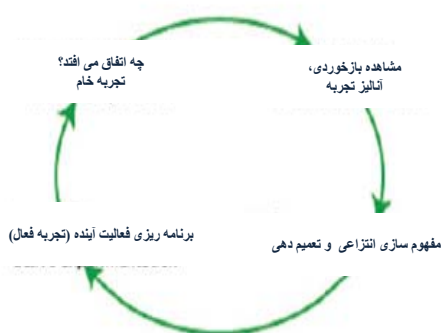 چه اتفاق می افتد؟
تجربه خام
مشاهده بازخوردی،
آنالیز تجربه
مفهوم سازی انتزاعی و تعمیم دهی
برنامه ریزی فعالیت آینده (تجربه فعال)